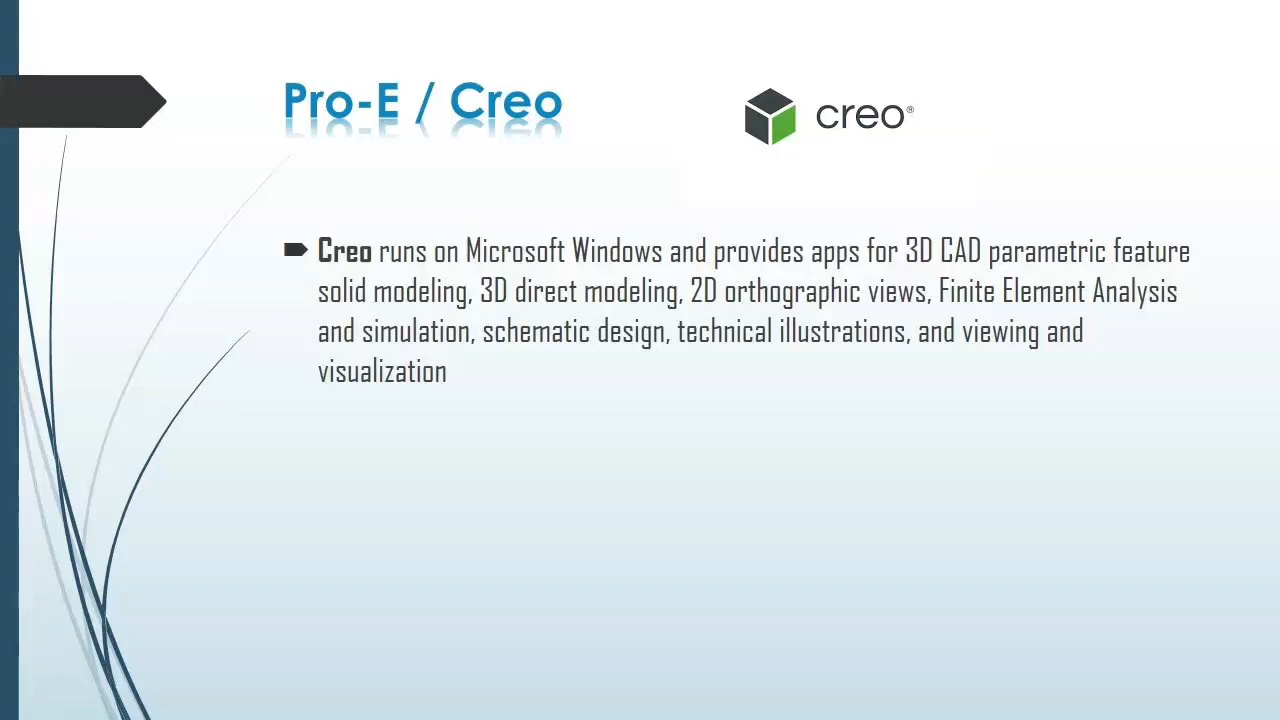 Pro-E / Creo
creo®
Creo runs on Microsoft Windows and provides apps for 3D CAD parametric feature
solid modeling, 3D direct modeling, 2D orthographic views, Finite Element Analysis
and simulation, schematic design, technical illustrations, and viewing and
visualization